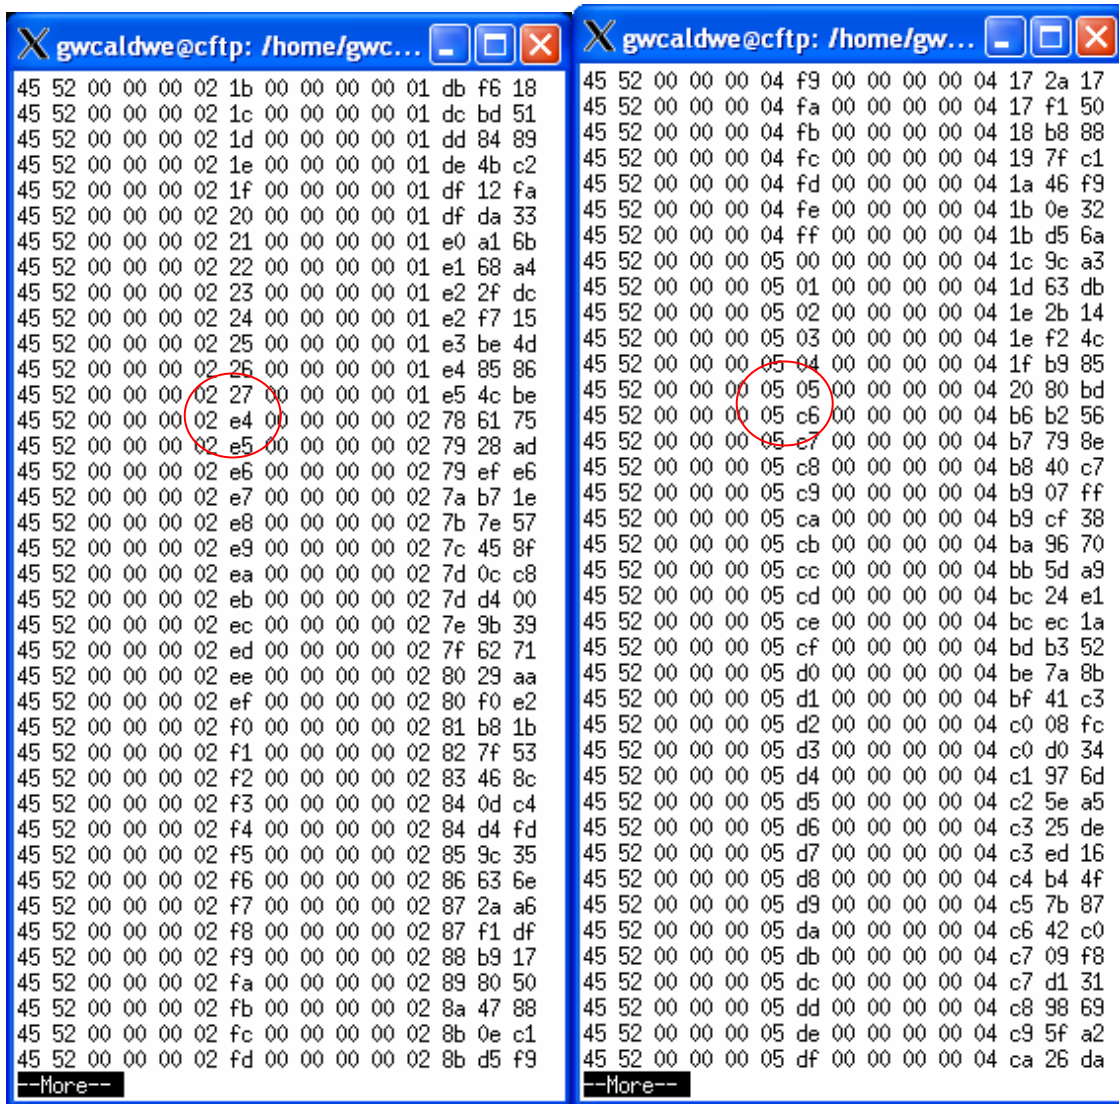 gwcaldwe@cftp: /home/gwc...
45 52 00 00 00 02 1b 00 00 00 00 01 db f6 18
45 52 00 00 00 02 1c 00 00 00 00 01 dc bd 51
45 52 00 00 00 02 1d 00 00 00 00 01 dd 84 89
45 52 00 00 00 02 1e 00 00 00 00 01 de 4b c2
45 52 00 00 00 02 1f 00 00 00 00 01 df 12 fa
45 52 00 00 00 02 20 00 00 00 00 01 df da 33
45 52 00 00 00 02 21 00 00 00 00 01 e0 a1 6b
45 52 00 00 00 02 22 00 00 00 00 01 e1 68 a4
45 52 00 00 00 02 23 00 00 00 00 01 e2 2f dc
45 52 00 00 00 02 24 00 00 00 00 01 e2 f7 15
45 52 00 00 00 02 25 00 00 00 00 01 e3 be 4d
45 52 00 00 00 02 26 00 00 00 00 01 e4 85 86
45 52 00 00 00 02 27 00 00 00 00 01 e5 4c be
45 52 00 00 00 02 e4 00 00 00 00 02 78 61 75
45 52 00 00 00 02 e5 00 00 00 00 02 79 28 ad
45 52 00 00 00 02 e6 00 00 00 00 02 79 ef e6
45 52 00 00 00 02 e7 00 00 00 00 02 7a b7 1e
45 52 00 00 00 02 e8 00 00 00 00 02 7b 7e 57
45 52 00 00 00 02 e9 00 00 00 00 02 7c 45 8f
45 52 00 00 00 02 ea 00 00 00 00 02 7d 0c c8
45 52 00 00 00 02 eb 00 00 00 00 02 7d d4 00
45 52 00 00 00 02 ec 00 00 00 00 02 7e 9b 39
45 52 00 00 00 02 ed 00 00 00 00 02 7f 62 71
45 52 00 00 00 02 ee 00 00 00 00 02 80 29 aa
45 52 00 00 00 02 ef 00 00 00 00 02 80 f0 e2
45 52 00 00 00 02 f0 00 00 00 00 02 81 b8 1b
45 52 00 00 00 02 f1 00 00 00 00 02 82 7f 53
45 52 00 00 00 02 f2 00 00 00 00 02 83 46 8c
45 52 00 00 00 02 f3 00 00 00 00 02 84 0d c4
45 52 00 00 00 02 f4 00 00 00 00 02 84 d4 fd
45 52 00 00 00 02 f5 00 00 00 00 02 85 9c 35
45 52 00 00 00 02 f6 00 00 00 00 02 86 63 6e
45 52 00 00 00 02 f7 00 00 00 00 02 87 2a a6
45 52 00 00 00 02 f8 00 00 00 00 02 87 f1 df
45 52 00 00 00 02 f9 00 00 00 00 02 88 b9 17
45 52 00 00 00 02 fa 00 00 00 00 02 89 80 50
45 52 00 00 00 02 fb 00 00 00 00 02 8a 47 88
45 52 00 00 00 02 fc 00 00 00 00 02 8b 0e c1
45 52 00 00 00 02 fd 00 00 00 00 02 8b d5 f9
--More--
gwcaldwe@cftp: /home/gw...
45 52 00 00 00 04 f9 00 00 00 00 04 17 2a 17
45 52 00 00 00 04 fa 00 00 00 00 04 17 f1 50
45 52 00 00 00 04 fb 00 00 00 00 04 18 b8 88
45 52 00 00 00 04 fc 00 00 00 00 04 19 7f c1
45 52 00 00 00 04 fd 00 00 00 00 04 1a 46 f9
45 52 00 00 00 04 fe 00 00 00 00 04 1b 0e 32
45 52 00 00 00 04 ff 00 00 00 00 04 1b d5 6a
45 52 00 00 00 05 00 00 00 00 00 04 1c 9c a3
45 52 00 00 00 05 01 00 00 00 00 04 1d 63 db
45 52 00 00 00 05 02 00 00 00 00 04 1e 2b 14
45 52 00 00 00 05 03 00 00 00 00 04 1e f2 4c
45 52 00 00 00 05 04 00 00 00 00 04 1f b9 85
45 52 00 00 00 05 05 00 00 00 00 04 20 80 bd
45 52 00 00 00 05 c6 00 00 00 00 04 b6 b2 56
45 52 00 00 00 05 c7 00 00 00 00 04 b7 79 8e
45 52 00 00 00 05 c8 00 00 00 00 04 b8 40 c7
45 52 00 00 00 05 c9 00 00 00 00 04 b9 07 ff
45 52 00 00 00 05 ca 00 00 00 00 04 b9 cf 38
45 52 00 00 00 05 cb 00 00 00 00 04 ba 96 70
45 52 00 00 00 05 cc 00 00 00 00 04 bb 5d a9
45 52 00 00 00 05 cd 00 00 00 00 04 bc 24 e1
45 52 00 00 00 05 ce 00 00 00 00 04 bc ec 1a
45 52 00 00 00 05 cf 00 00 00 00 04 bd b3 52
45 52 00 00 00 05 d0 00 00 00 00 04 be 7a 8b
45 52 00 00 00 05 d1 00 00 00 00 04 bf 41 c3
45 52 00 00 00 05 d2 00 00 00 00 04 c0 08 fc
45 52 00 00 00 05 d3 00 00 00 00 04 c0 d0 34
45 52 00 00 00 05 d4 00 00 00 00 04 c1 97 6d
45 52 00 00 00 05 d5 00 00 00 00 04 c2 5e a5
45 52 00 00 00 05 d6 00 00 00 00 04 c3 25 de
45 52 00 00 00 05 d7 00 00 00 00 04 c3 ed 16
45 52 00 00 00 05 d8 00 00 00 00 04 c4 b4 4f
45 52 00 00 00 05 d9 00 00 00 00 04 c5 7b 87
45 52 00 00 00 05 da 00 00 00 00 04 c6 42 c0
45 52 00 00 00 05 db 00 00 00 00 04 c7 09 f8
45 52 00 00 00 05 dc 00 00 00 00 04 c7 d1 31
45 52 00 00 00 05 dd 00 00 00 00 04 c8 98 69
45 52 00 00 00 05 de 00 00 00 00 04 c9 5f a2
45 52 00 00 00 05 df 00 00 00 00 04 ca 26 da
--More--